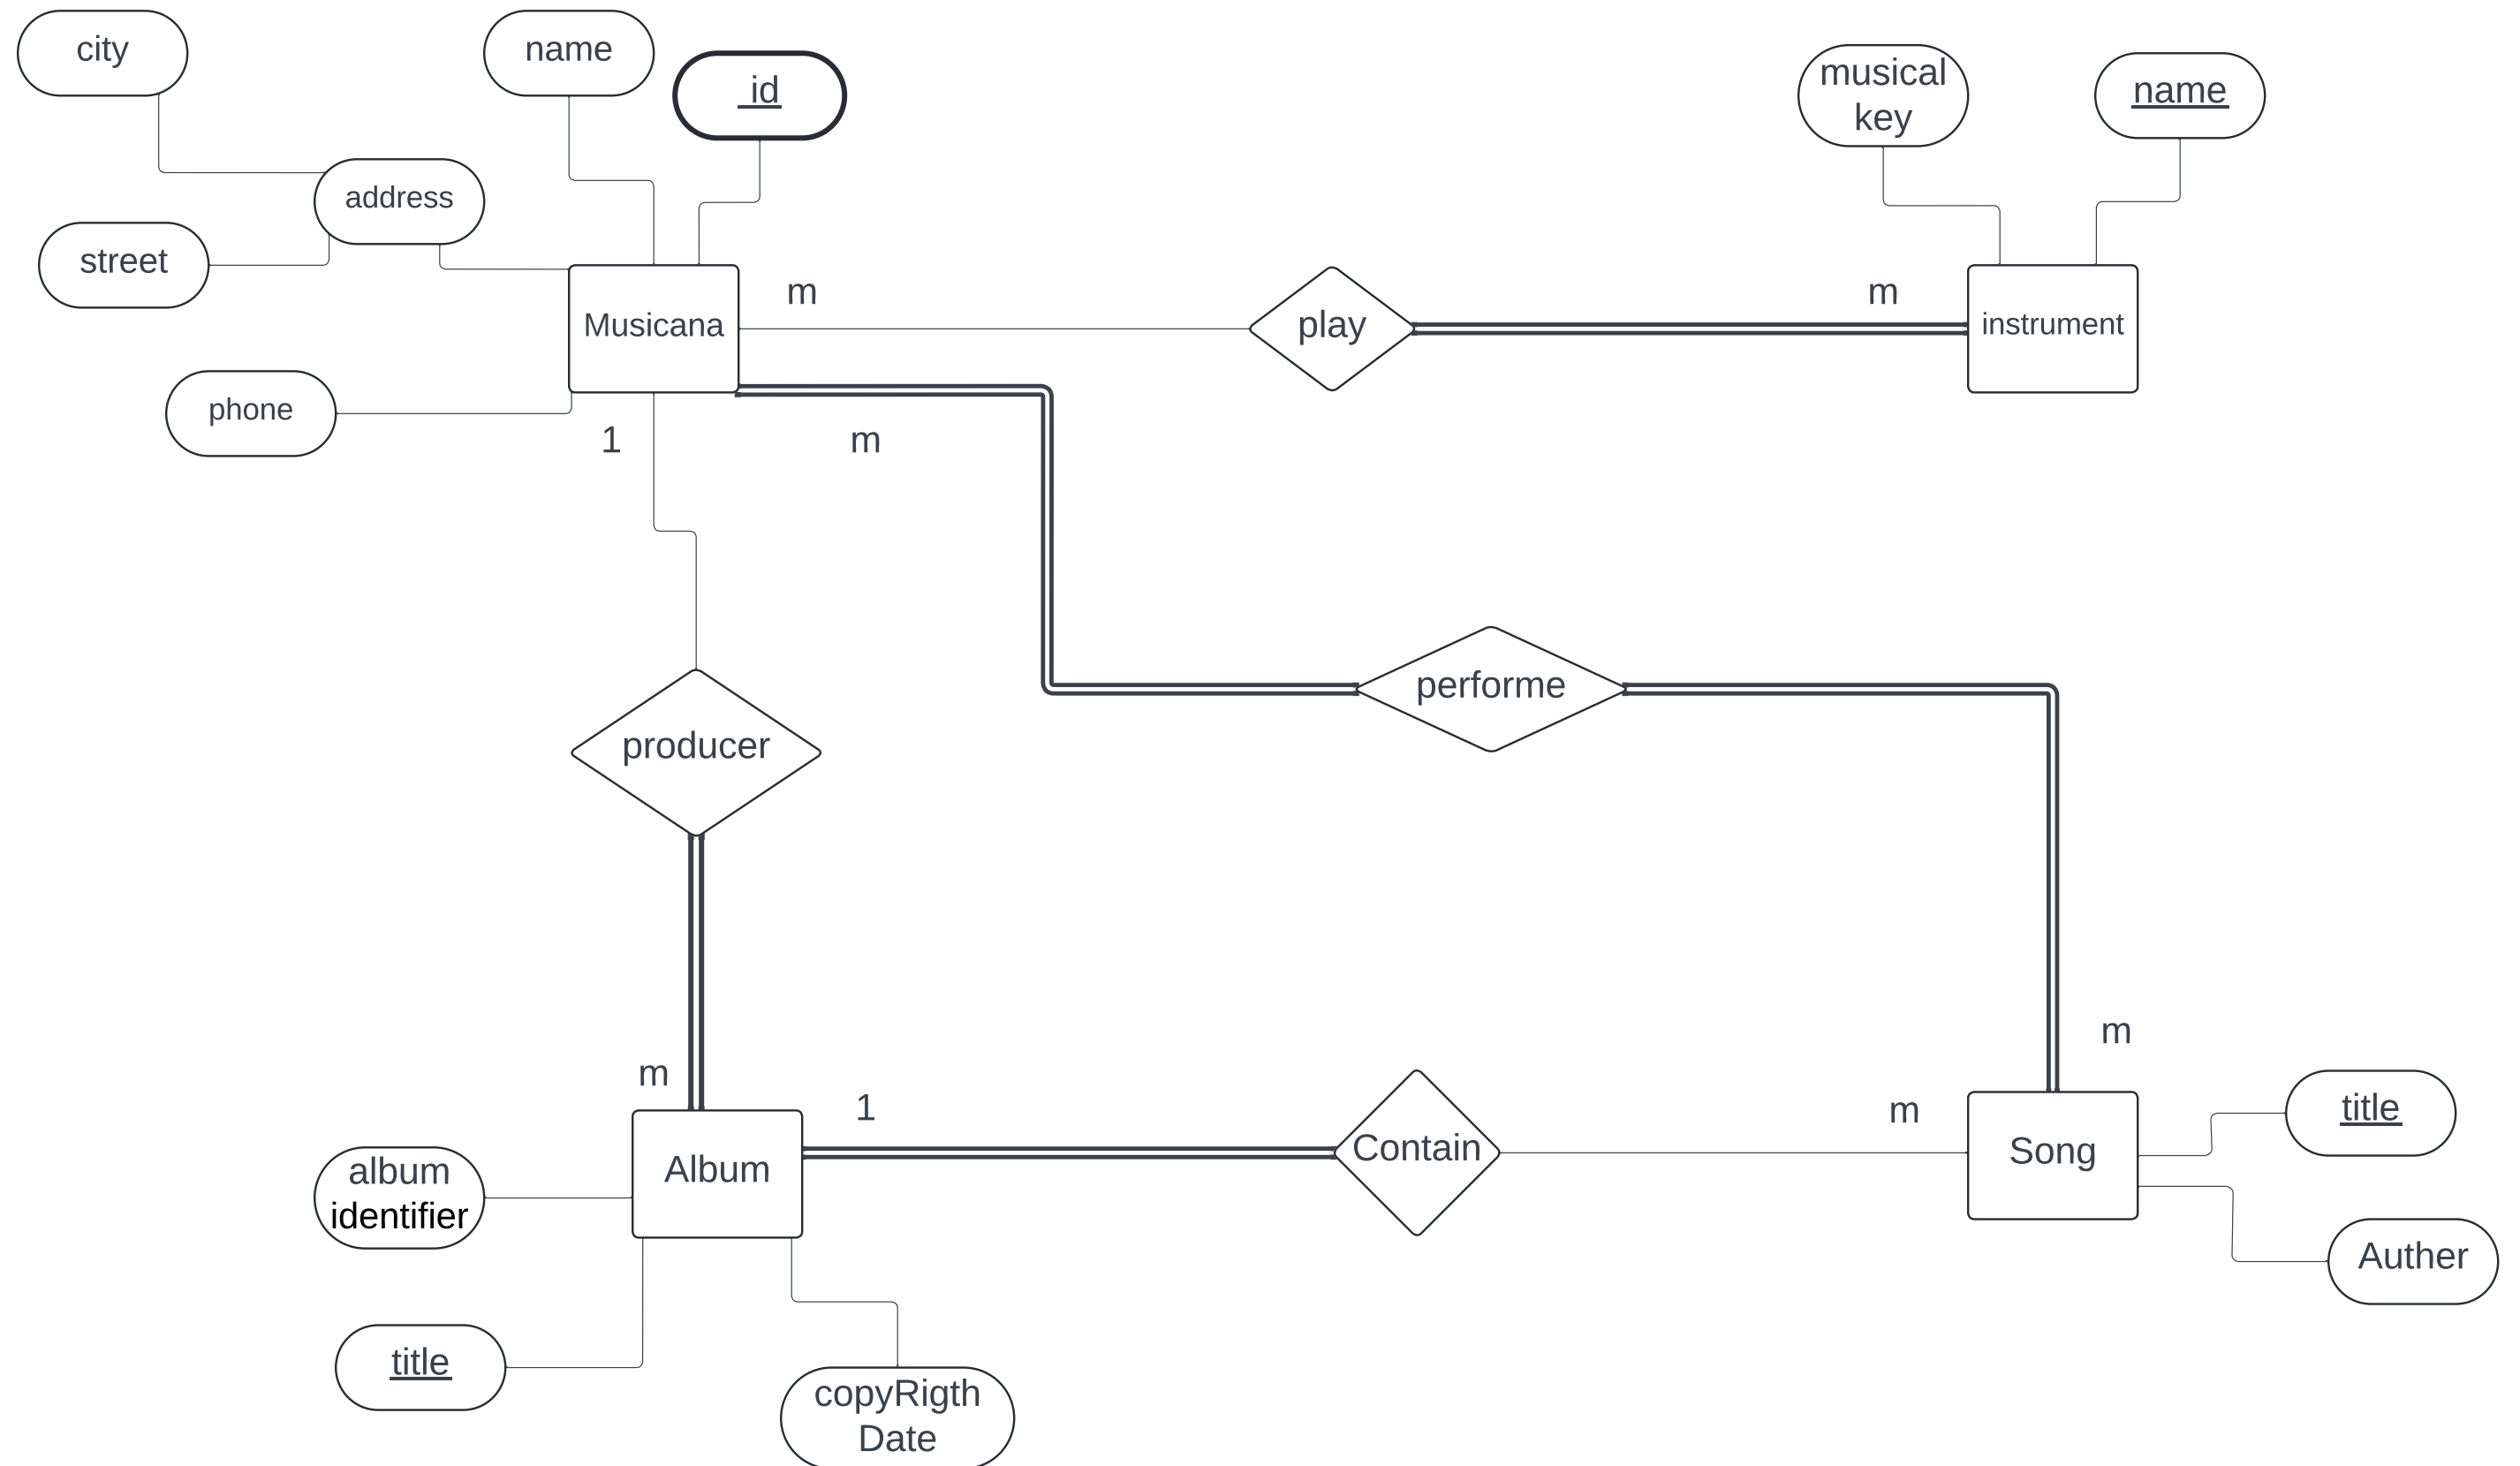 city
name
id
musical
key
name
address
street
Musicana
m
play
m
instrument
phone
1
m
performe
producer
m
m
1
Contain
m
Song
title
Album
album
identifier
Auther
title
copyRigth
Date